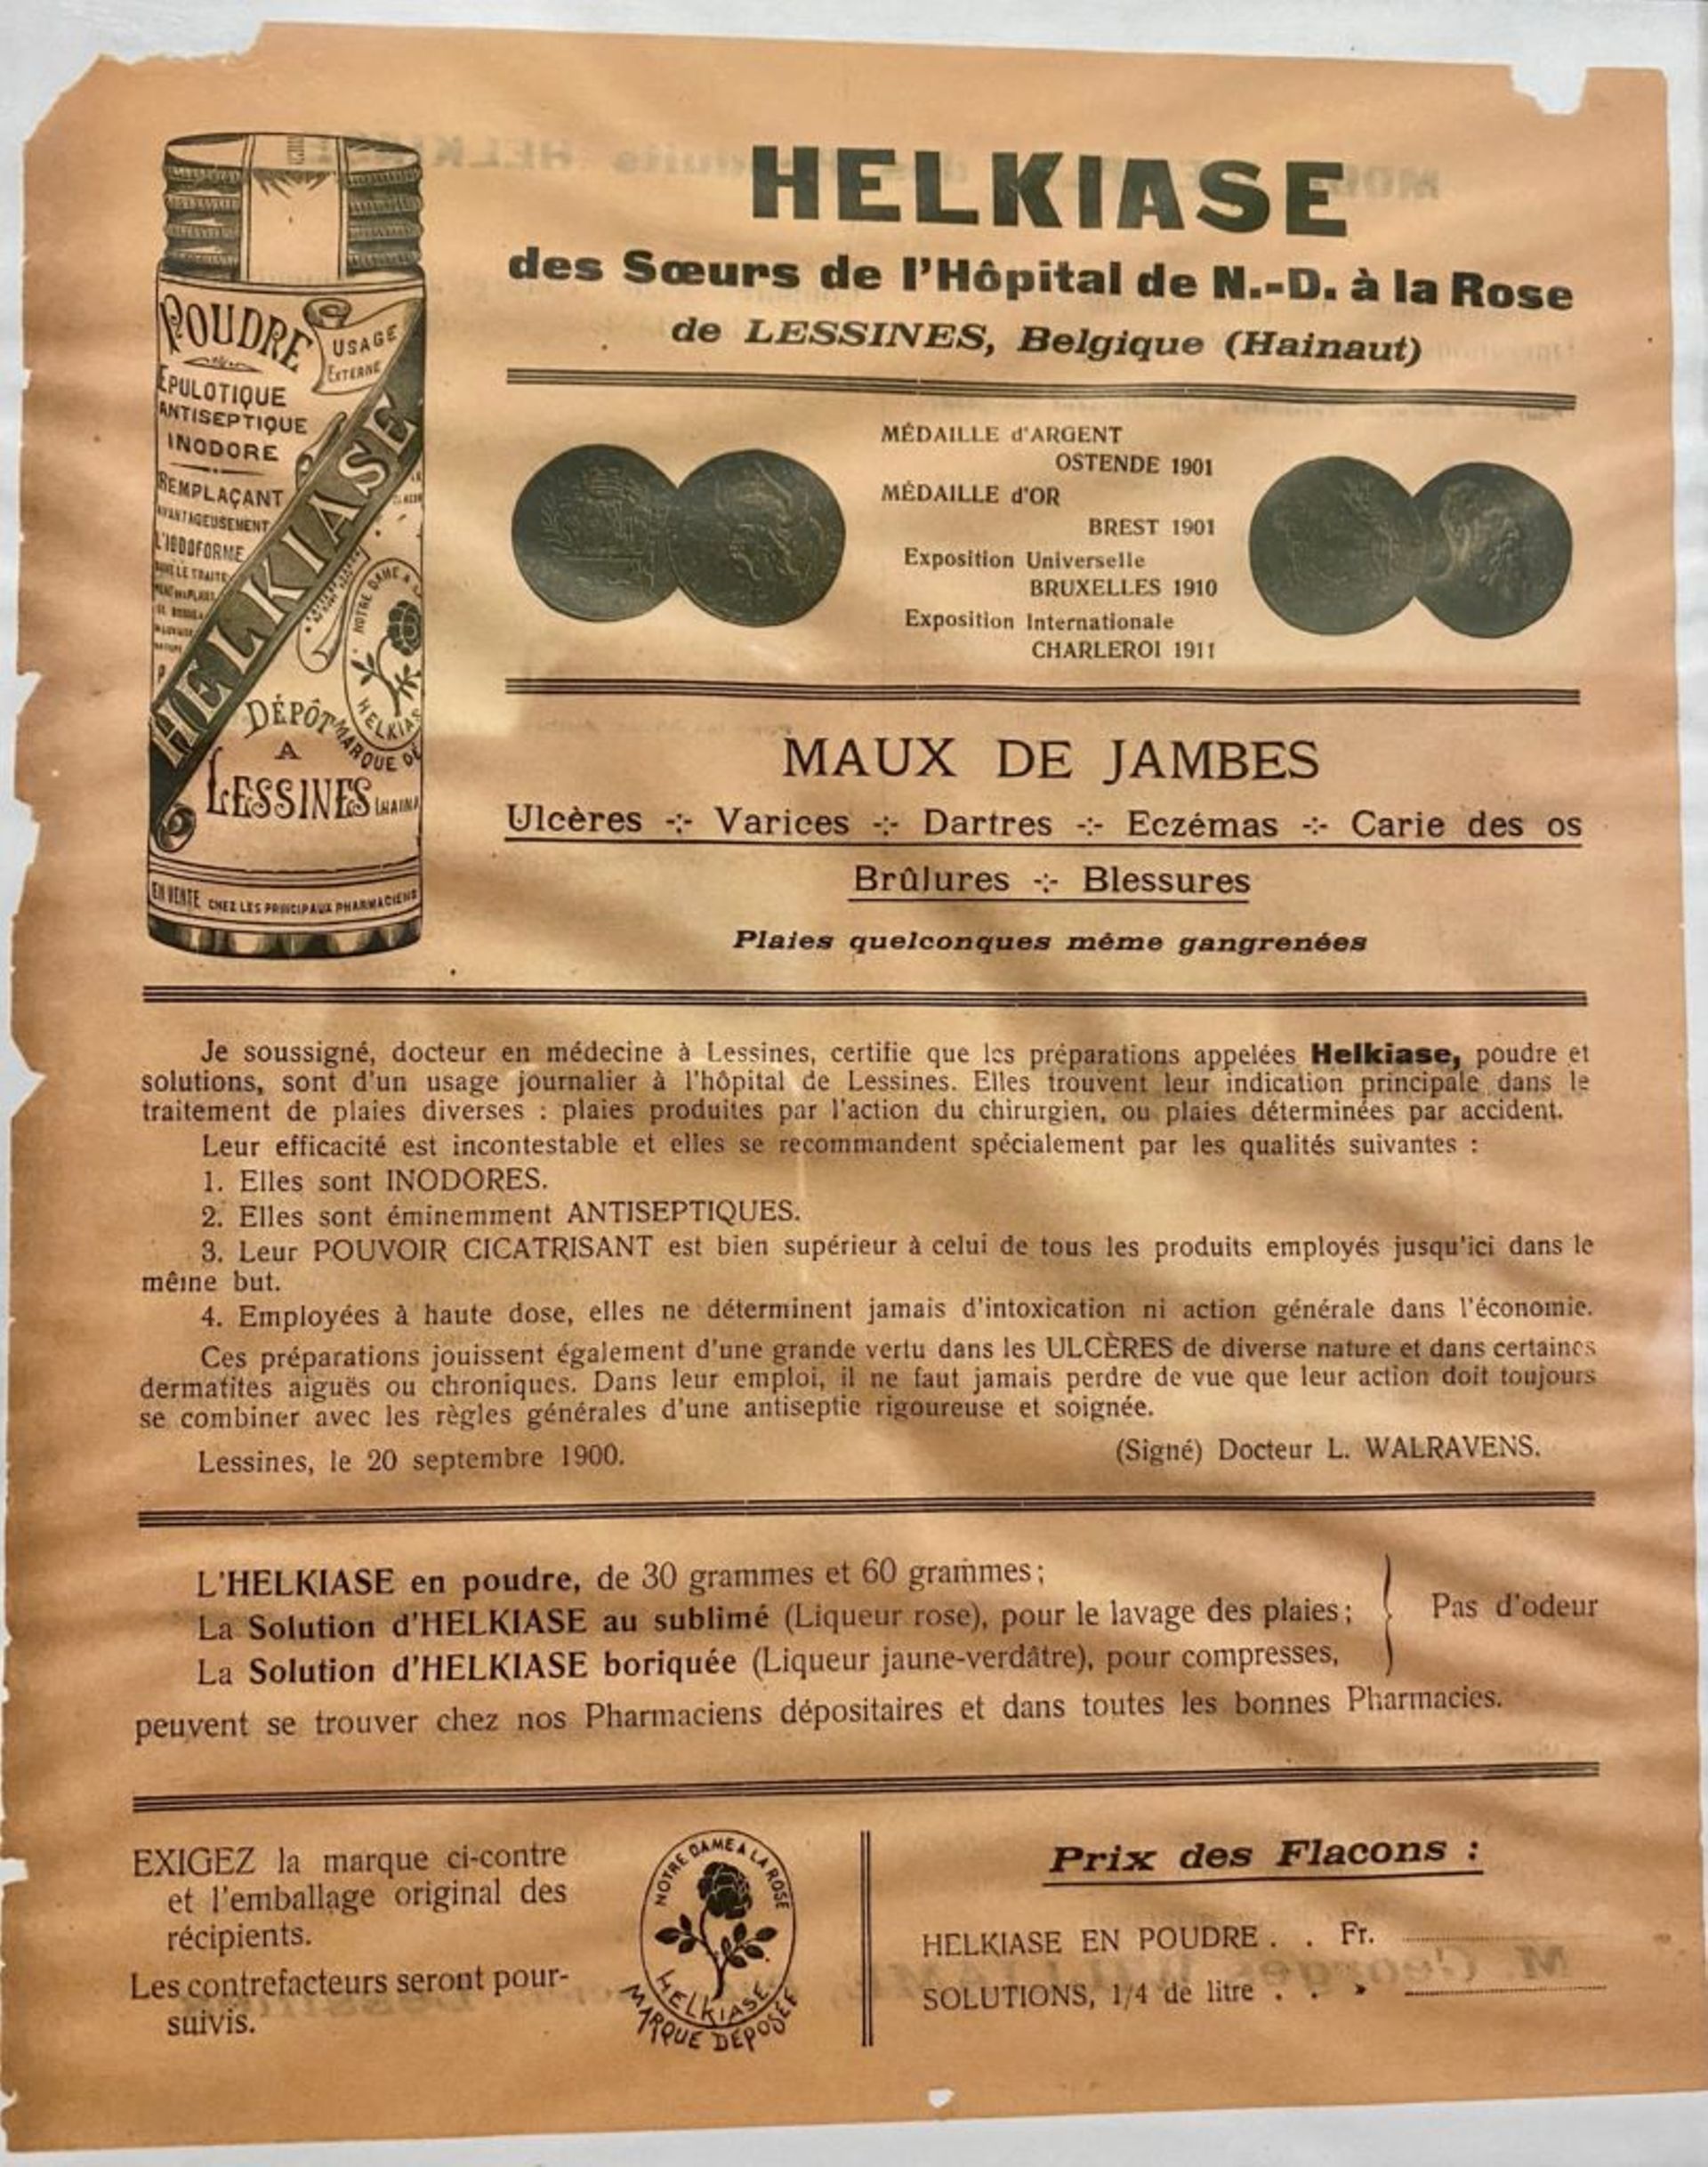 HELKIASE
des Sœurs de l'Hôpital de N.-D. à la Rose
de LESSINES, Belgique (Hainaut)
POUDRE
USAGE
EXTERNE
EPULOTIQUE
ANTISEPTIQUE
INODORE
REMPLAÇANT
AVANTAGEUSEMENT
L'IODOFORME
DANS LE TRAITE-
HELKIASE
NOTRE DAME A
HELKIAS
MARQUE DE
DÉPÔT
A
LESSINES (HAINA
EN VENTE CHEZ LES PRINCIPAUX PHARMACIENS
MÉDAILLE d'ARGENT
OSTENDE 1901
MÉDAILLE d'OR
BREST 1901
Exposition Universelle
BRUXELLES 1910
Exposition Internationale
CHARLEROI 1911
MAUX DE JAMBES
Ulcères -:- Varices -:- Dartres -:- Eczémas -:- Carie des os
Brûlures -:- Blessures
Plaies quelconques même gangrenées
Je soussigné, docteur en médecine à Lessines, certifie que les préparations appelées Helkiase, poudre et
solutions, sont d'un usage journalier à l'hôpital de Lessines. Elles trouvent leur indication principale dans le
traitement de plaies diverses : plaies produites par l'action du chirurgien, ou plaies déterminées par accident.
Leur efficacité est incontestable et elles se recommandent spécialement par les qualités suivantes :
1. Elles sont INODORES.
2. Elles sont éminemment ANTISEPTIQUES.
3. Leur POUVOIR CICATRISANT est bien supérieur à celui de tous les produits employés jusqu'ici dans le
même but.
4. Employées à haute dose, elles ne déterminent jamais d'intoxication ni action générale dans l'économie.
Ces préparations jouissent également d'une grande vertu dans les ULCÈRES de diverse nature et dans certaines
dermatites aiguës ou chroniques. Dans leur emploi, il ne faut jamais perdre de vue que leur action doit toujours
se combiner avec les règles générales d'une antiseptie rigoureuse et soignée.
Lessines, le 20 septembre 1900.
(Signé) Docteur L. WALRAVENS.
L'HELKIASE en poudre, de 30 grammes et 60 grammes;
La Solution d'HELKIASE au sublimé (Liqueur rose), pour le lavage des plaies;
La Solution d'HELKIASE boriquée (Liqueur jaune-verdâtre), pour compresses,
Pas d'odeur
peuvent se trouver chez nos Pharmaciens dépositaires et dans toutes les bonnes Pharmacies.
EXIGEZ la marque ci-contre
et l'emballage original des
récipients.
Les contrefacteurs seront pour-
suivis.
NOTRE DAME A LA ROSE
HELKIASE
MARQUE DÉPOSÉE
Prix des Flacons :
HELKIASE EN POUDRE . . Fr.
SOLUTIONS, 1/4 de litre . . »